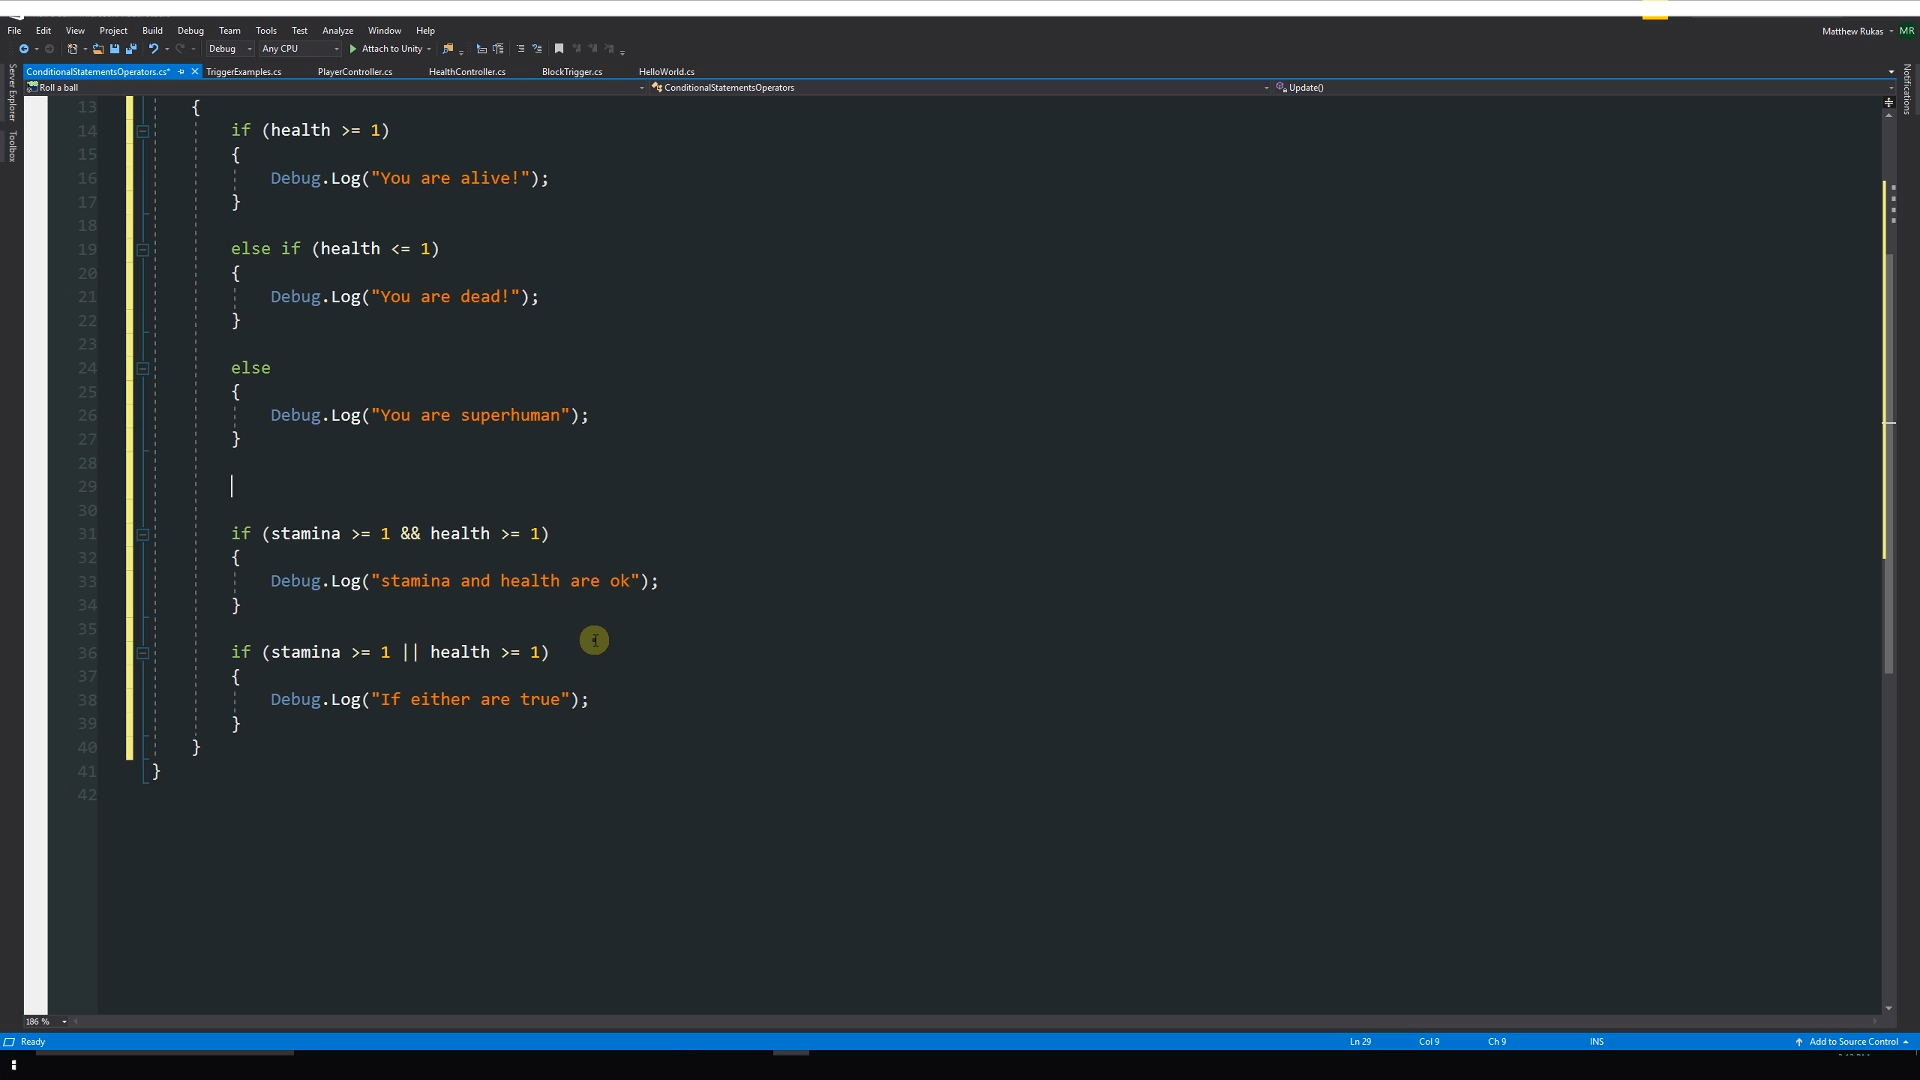 File Edit View Project Build Debug Team Tools Test Analyze Window Help
Matthew Rukas MR
Debug Any CPU Attach to Unity
ConditionalStatementsOperators.cs* TriggerExamples.cs PlayerController.cs HealthController.cs BlockTrigger.cs HelloWorld.cs
Roll a ball ConditionalStatementsOperators Update()
Server Explorer
Toolbox
Notifications
13 {
14 if (health >= 1)
15 {
16 Debug.Log("You are alive!");
17 }
18
19 else if (health <= 1)
20 {
21 Debug.Log("You are dead!");
22 }
23
24 else
25 {
26 Debug.Log("You are superhuman");
27 }
28
29
30
31 if (stamina >= 1 && health >= 1)
32 {
33 Debug.Log("stamina and health are ok");
34 }
35
36 if (stamina >= 1 || health >= 1)
37 {
38 Debug.Log("If either are true");
39 }
40 }
41 }
42
186 %
Ready Ln 29 Col 9 Ch 9 INS Add to Source Control